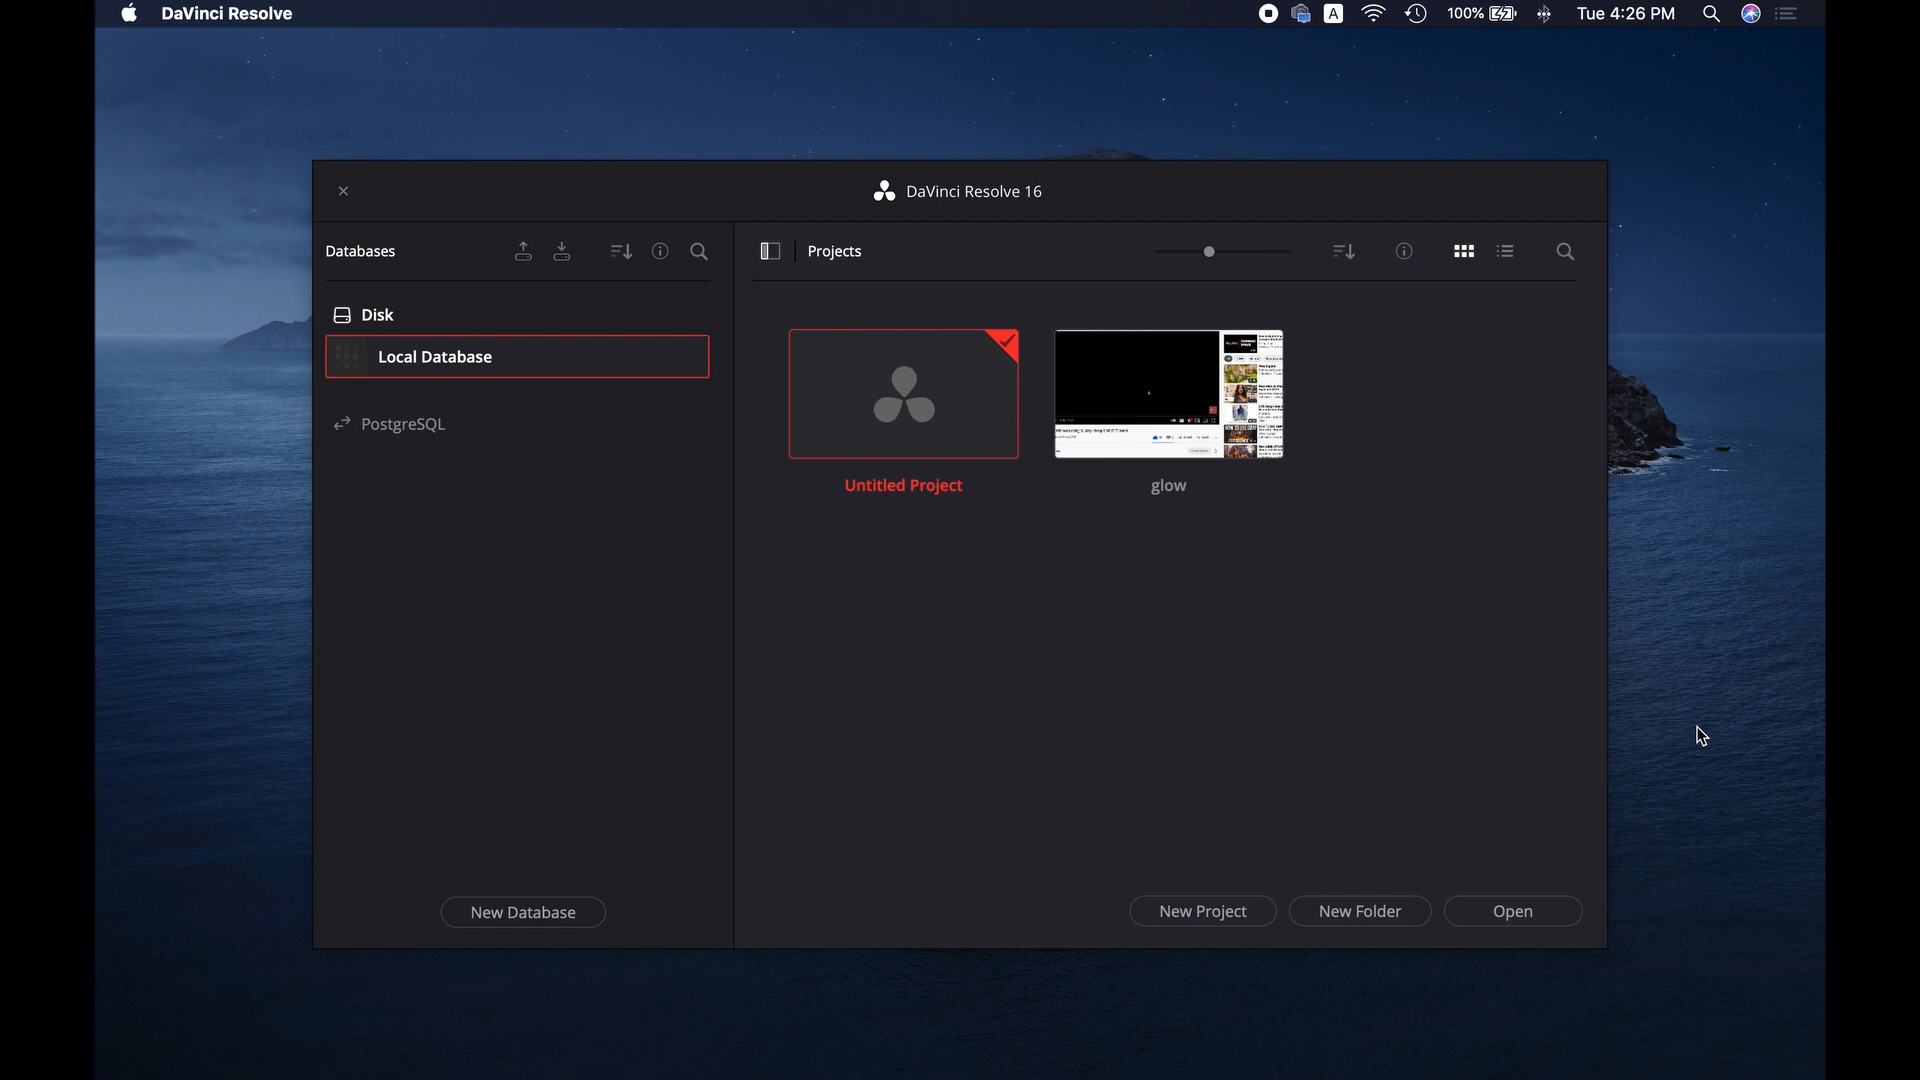 DaVinci Resolve
A
100%
Tue 4:26 PM
DaVinci Resolve 16
Databases
Projects
Disk
Local Database
PostgreSQL
Untitled Project
glow
New Database
New Project
New Folder
Open